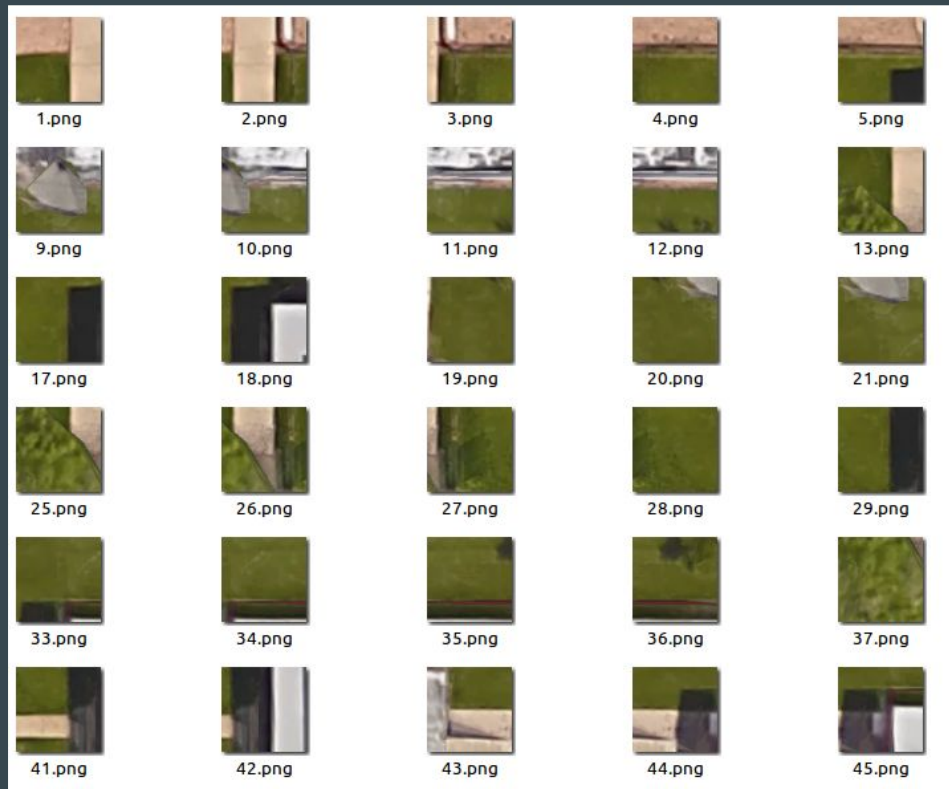 1.png 2.png 3.png 4.png 5.png
9.png 10.png 11.png 12.png 13.png
17.png 18.png 19.png 20.png 21.png
25.png 26.png 27.png 28.png 29.png
33.png 34.png 35.png 36.png 37.png
41.png 42.png 43.png 44.png 45.png